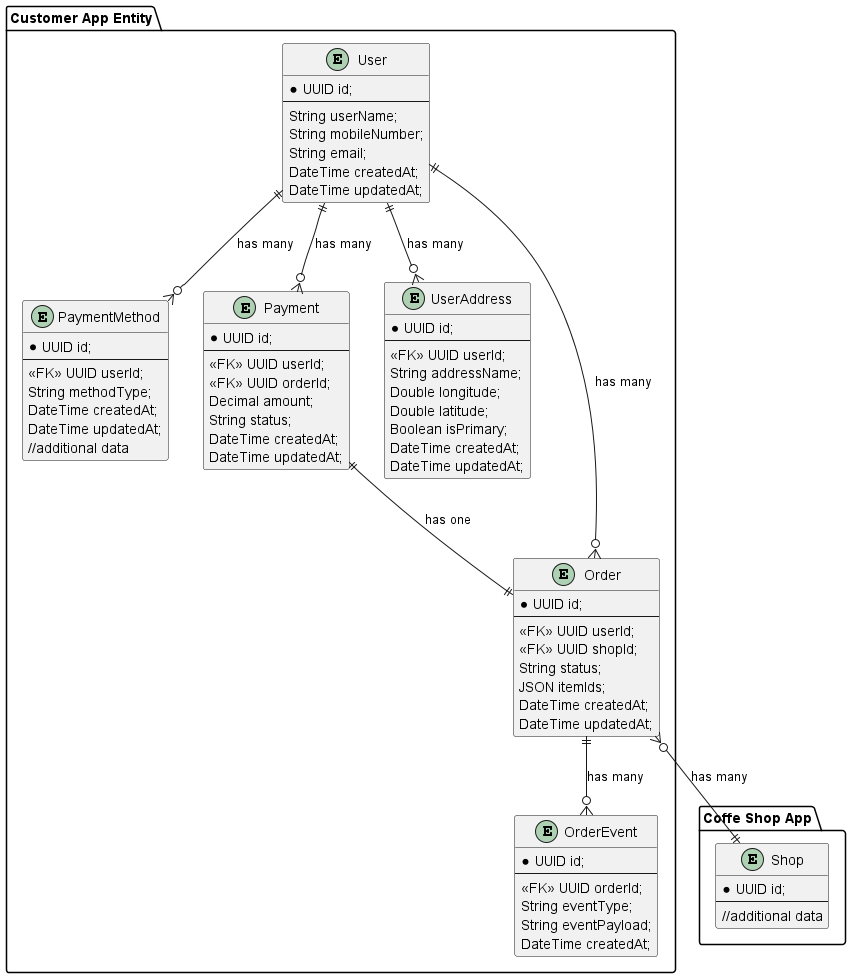 Customer App Entity
E User
* UUID id;
String userName;
String mobileNumber;
String email;
DateTime createdAt;
DateTime updatedAt;
has many
has many
has many
has many
E PaymentMethod
* UUID id;
«FK» UUID userId;
String methodType;
DateTime createdAt;
DateTime updatedAt;
//additional data
E Payment
* UUID id;
«FK» UUID userId;
«FK» UUID orderId;
Decimal amount;
String status;
DateTime createdAt;
DateTime updatedAt;
E UserAddress
* UUID id;
«FK» UUID userId;
String addressName;
Double longitude;
Double latitude;
Boolean isPrimary;
DateTime createdAt;
DateTime updatedAt;
has one
E Order
* UUID id;
«FK» UUID userId;
«FK» UUID shopId;
String status;
JSON itemIds;
DateTime createdAt;
DateTime updatedAt;
has many
has many
E OrderEvent
* UUID id;
«FK» UUID orderId;
String eventType;
String eventPayload;
DateTime createdAt;
Coffe Shop App
E Shop
* UUID id;
//additional data